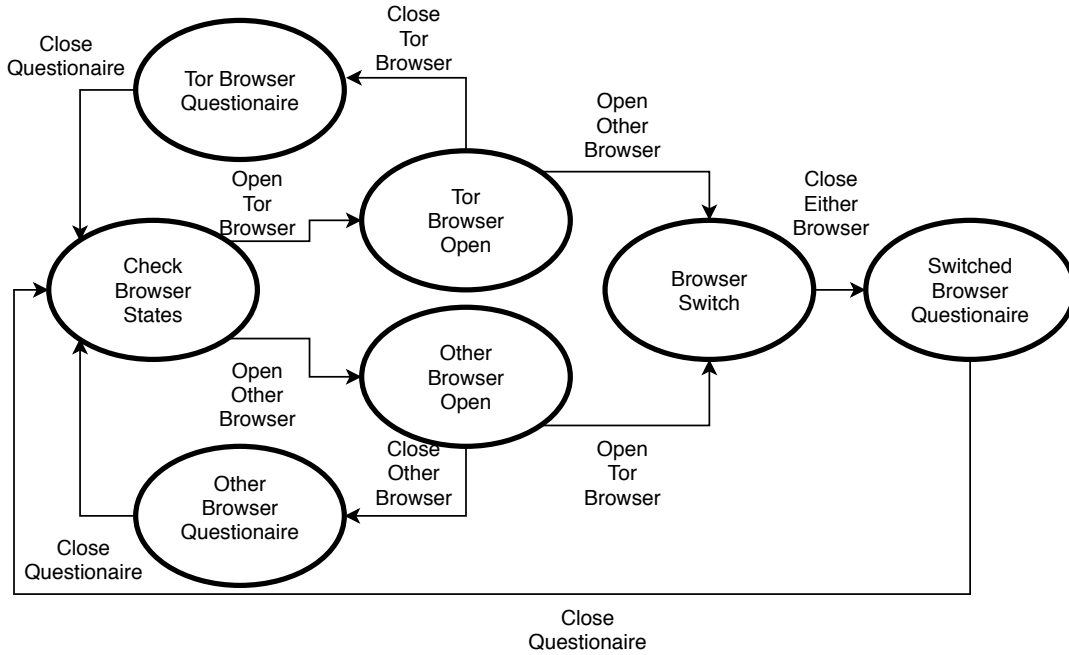 Close
Tor
Browser
Close
Questionaire
Tor Browser
Questionaire
Open
Other
Browser
Open
Tor
Browser
Tor
Browser
Open
Close
Either
Browser
Check
Browser
States
Browser
Switch
Switched
Browser
Questionaire
Other
Browser
Open
Open
Other
Browser
Close
Other
Browser
Open
Tor
Browser
Other
Browser
Questionaire
Close
Questionaire
Close
Questionaire